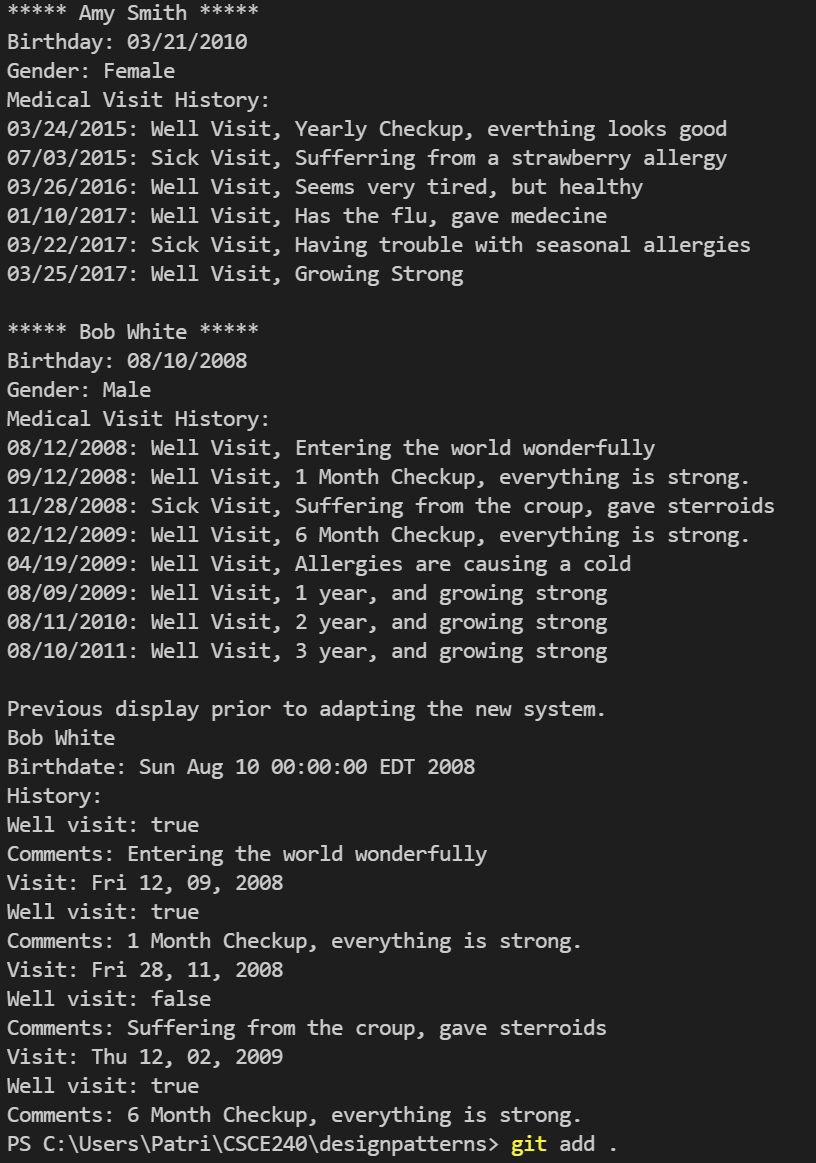 ***** Amy Smith *****
Birthday: 03/21/2010
Gender: Female
Medical Visit History:
03/24/2015: Well Visit, Yearly Checkup, everthing looks good
07/03/2015: Sick Visit, Sufferring from a strawberry allergy
03/26/2016: Well Visit, Seems very tired, but healthy
01/10/2017: Well Visit, Has the flu, gave medecine
03/22/2017: Sick Visit, Having trouble with seasonal allergies
03/25/2017: Well Visit, Growing Strong

***** Bob White *****
Birthday: 08/10/2008
Gender: Male
Medical Visit History:
08/12/2008: Well Visit, Entering the world wonderfully
09/12/2008: Well Visit, 1 Month Checkup, everything is strong.
11/28/2008: Sick Visit, Suffering from the croup, gave sterroids
02/12/2009: Well Visit, 6 Month Checkup, everything is strong.
04/19/2009: Well Visit, Allergies are causing a cold
08/09/2009: Well Visit, 1 year, and growing strong
08/11/2010: Well Visit, 2 year, and growing strong
08/10/2011: Well Visit, 3 year, and growing strong

Previous display prior to adapting the new system.
Bob White
Birthdate: Sun Aug 10 00:00:00 EDT 2008
History:
Well visit: true
Comments: Entering the world wonderfully
Visit: Fri 12, 09, 2008
Well visit: true
Comments: 1 Month Checkup, everything is strong.
Visit: Fri 28, 11, 2008
Well visit: false
Comments: Suffering from the croup, gave sterroids
Visit: Thu 12, 02, 2009
Well visit: true
Comments: 6 Month Checkup, everything is strong.
PS C:\Users\Patri\CSCE240\designpatterns> git add .